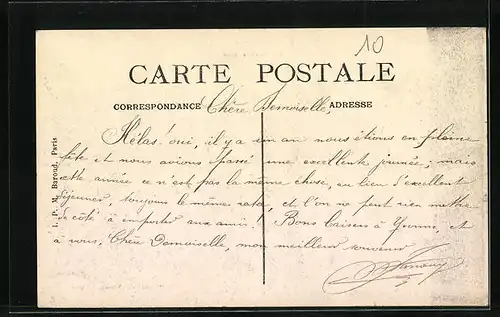 10
CARTE POSTALE
CORRESPONDANCE Chère Demoiselle, ADRESSE
Hélas! oui, il y a un an nous étions en pleine
fête et nous avions passé une excellente journée; mais
cette année ce n'est pas la même chose, au lieu d'excellent
déjeuner, toujours le même rata, et l'on ne peut rien mettre
de côté à emporter aux amis! Bons baisers à Yvonne, et
à vous, Chère Demoiselle, mon meilleur souvenir
I. P. M. Baroud, Paris